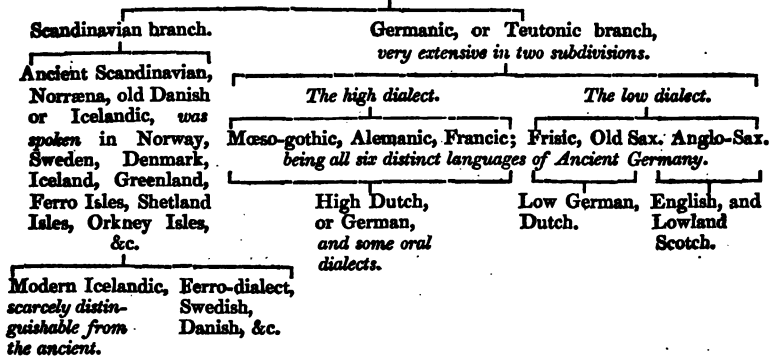 Scandinavian branch.
Germanic, or Teutonic branch,
very extensive in two subdivisions.
Ancient Scandinavian,
Norræna, old Danish
or Icelandic, was
spoken in Norway,
Sweden, Denmark,
Iceland, Greenland,
Ferro Isles, Shetland
Isles, Orkney Isles,
&c.
The high dialect.
The low dialect.
Mœso-gothic, Alemanic, Francic; Frisic, Old Sax. Anglo-Sax.
being all six distinct languages of Ancient Germany.
High Dutch,
or German,
and some oral
dialects.
Low German,
Dutch.
English, and
Lowland
Scotch.
Modern Icelandic,
scarcely distin-
guishable from
the ancient.
Ferro-dialect,
Swedish,
Danish, &c.